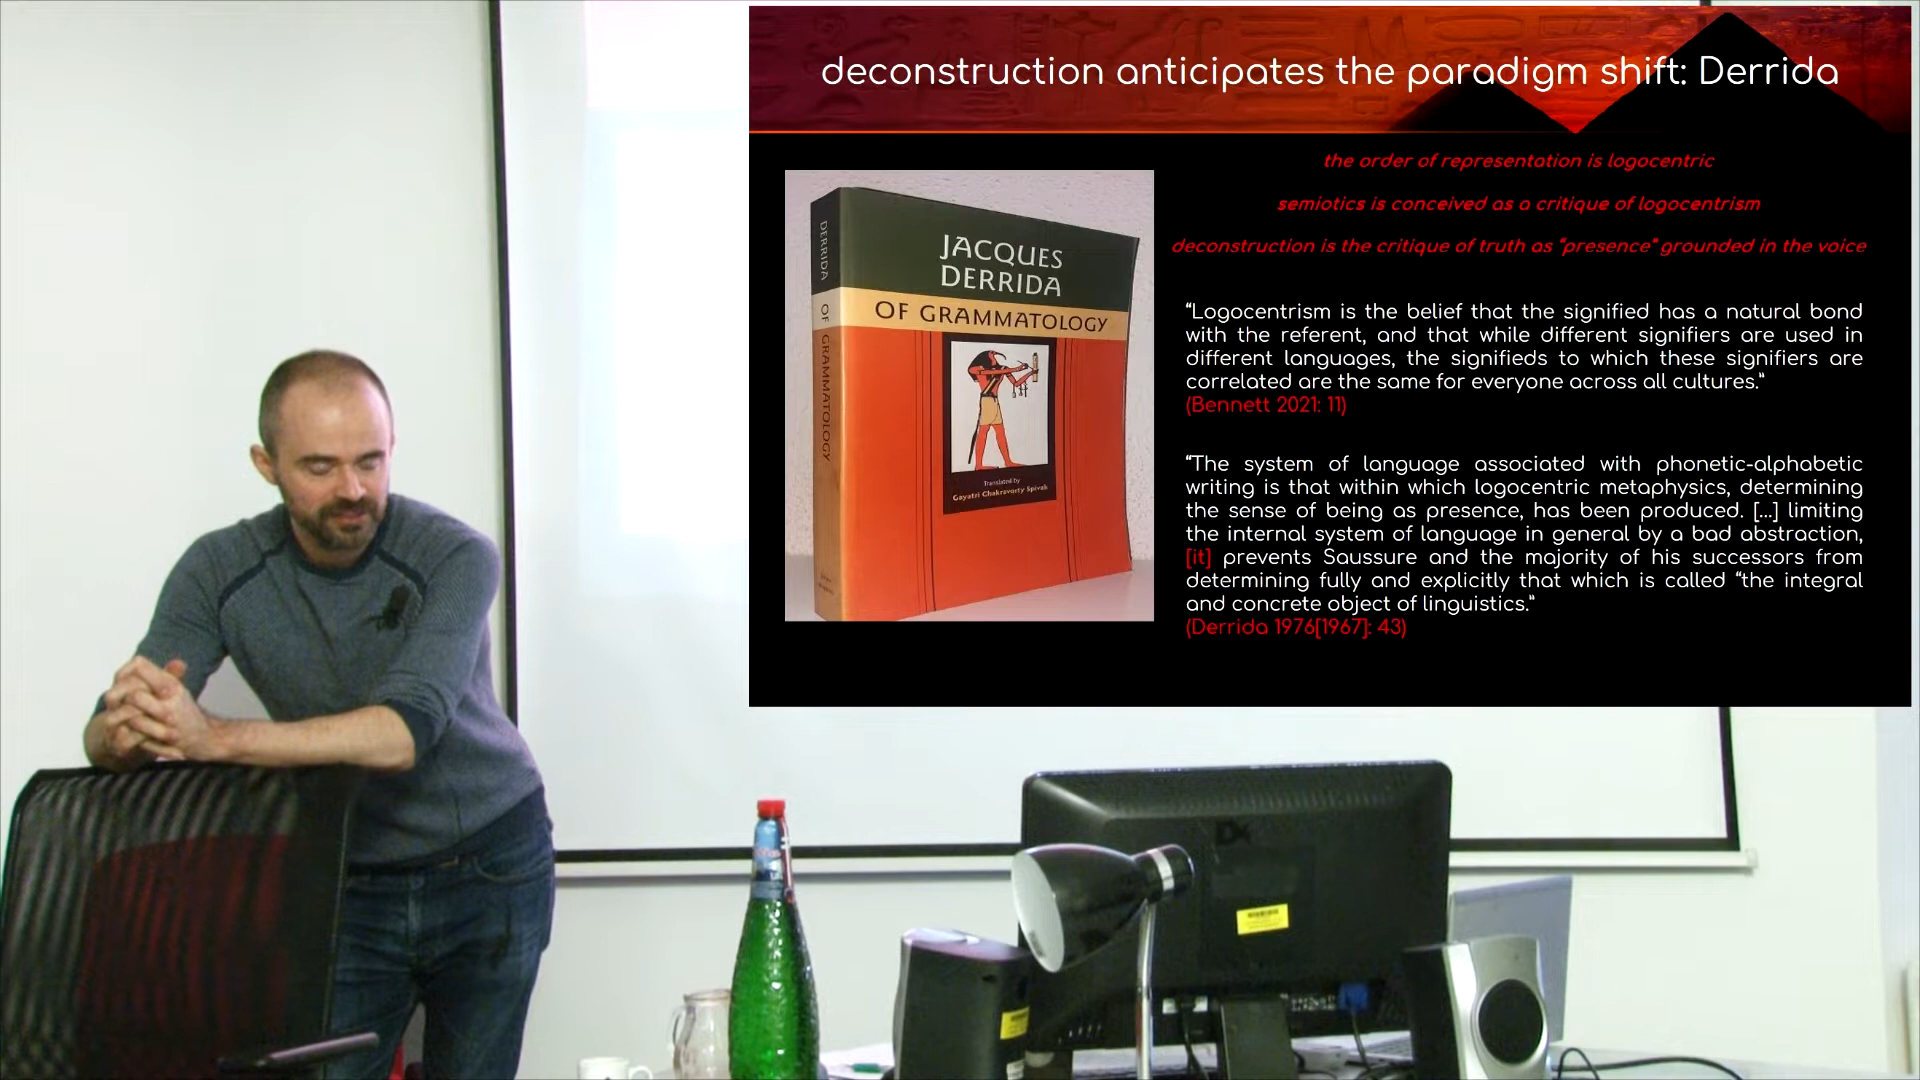 deconstruction anticipates the paradigm shift: Derrida
the order of representation is logocentric
semiotics is conceived as a critique of logocentrism
deconstruction is the critique of truth as “presence” grounded in the voice
DERRIDA OF GRAMMATOLOGY
JACQUES
DERRIDA
OF GRAMMATOLOGY
Translated by
Gayatri Chakravorty Spivak
“Logocentrism is the belief that the signified has a natural bond
with the referent, and that while different signifiers are used in
different languages, the signifieds to which these signifiers are
correlated are the same for everyone across all cultures.”
(Bennett 2021: 11)
“The system of language associated with phonetic-alphabetic
writing is that within which logocentric metaphysics, determining
the sense of being as presence, has been produced. [...] limiting
the internal system of language in general by a bad abstraction,
[it] prevents Saussure and the majority of his successors from
determining fully and explicitly that which is called “the integral
and concrete object of linguistics.”
(Derrida 1976[1967]: 43)